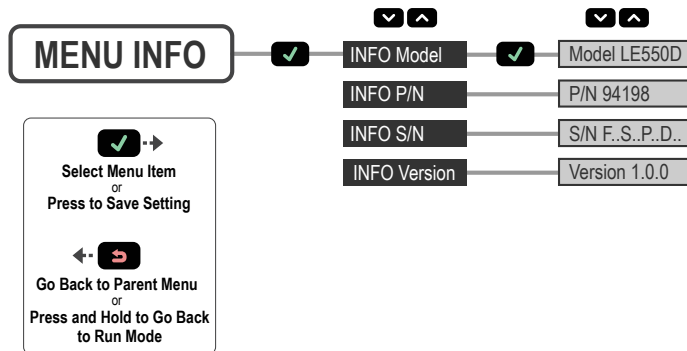 MENU INFO
INFO Model
Model LE550D
INFO P/N
P/N 94198
INFO S/N
S/N F..S..P..D..
INFO Version
Version 1.0.0
Select Menu Item
or
Press to Save Setting
Go Back to Parent Menu
or
Press and Hold to Go Back
to Run Mode